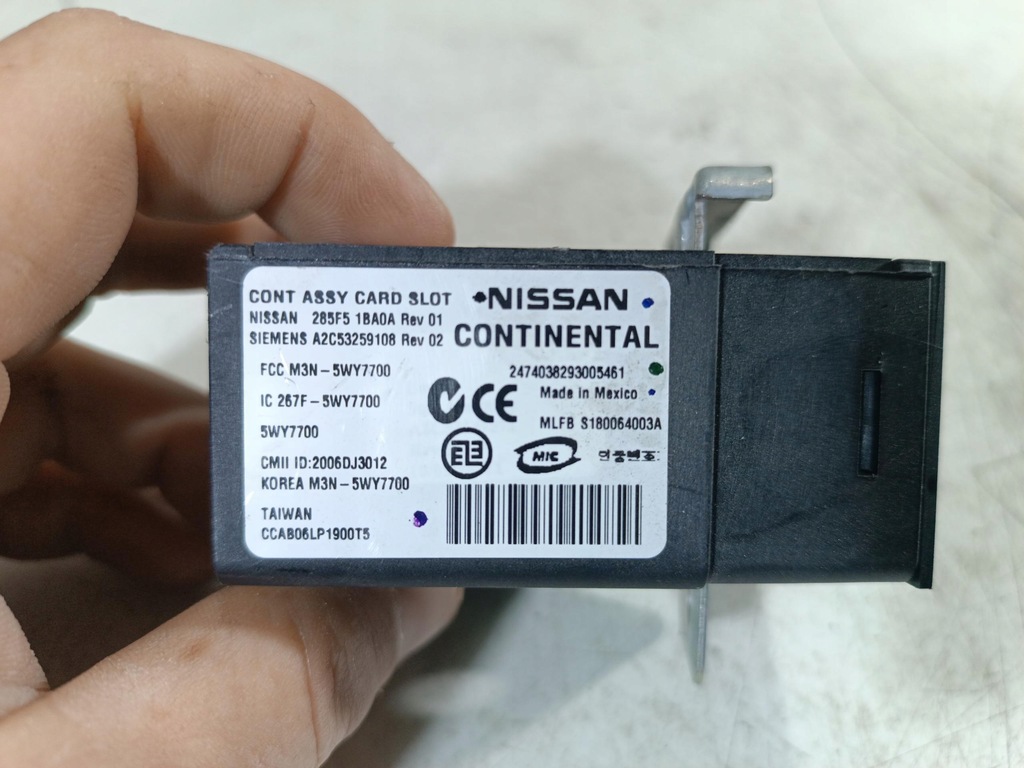 CONT ASSY CARD SLOT
NISSAN 285F5 1BA0A Rev 01
SIEMENS A2C53259108 Rev 02
NISSAN
CONTINENTAL
FCC M3N-5WY7700
IC 267F-5WY7700
5WY7700
CMII ID:2006DJ3012
KOREA M3N-5WY7700
TAIWAN
CCAB06LP1900T5
2474038293005461
Made in Mexico
MLFB S180064003A
CE
MIC